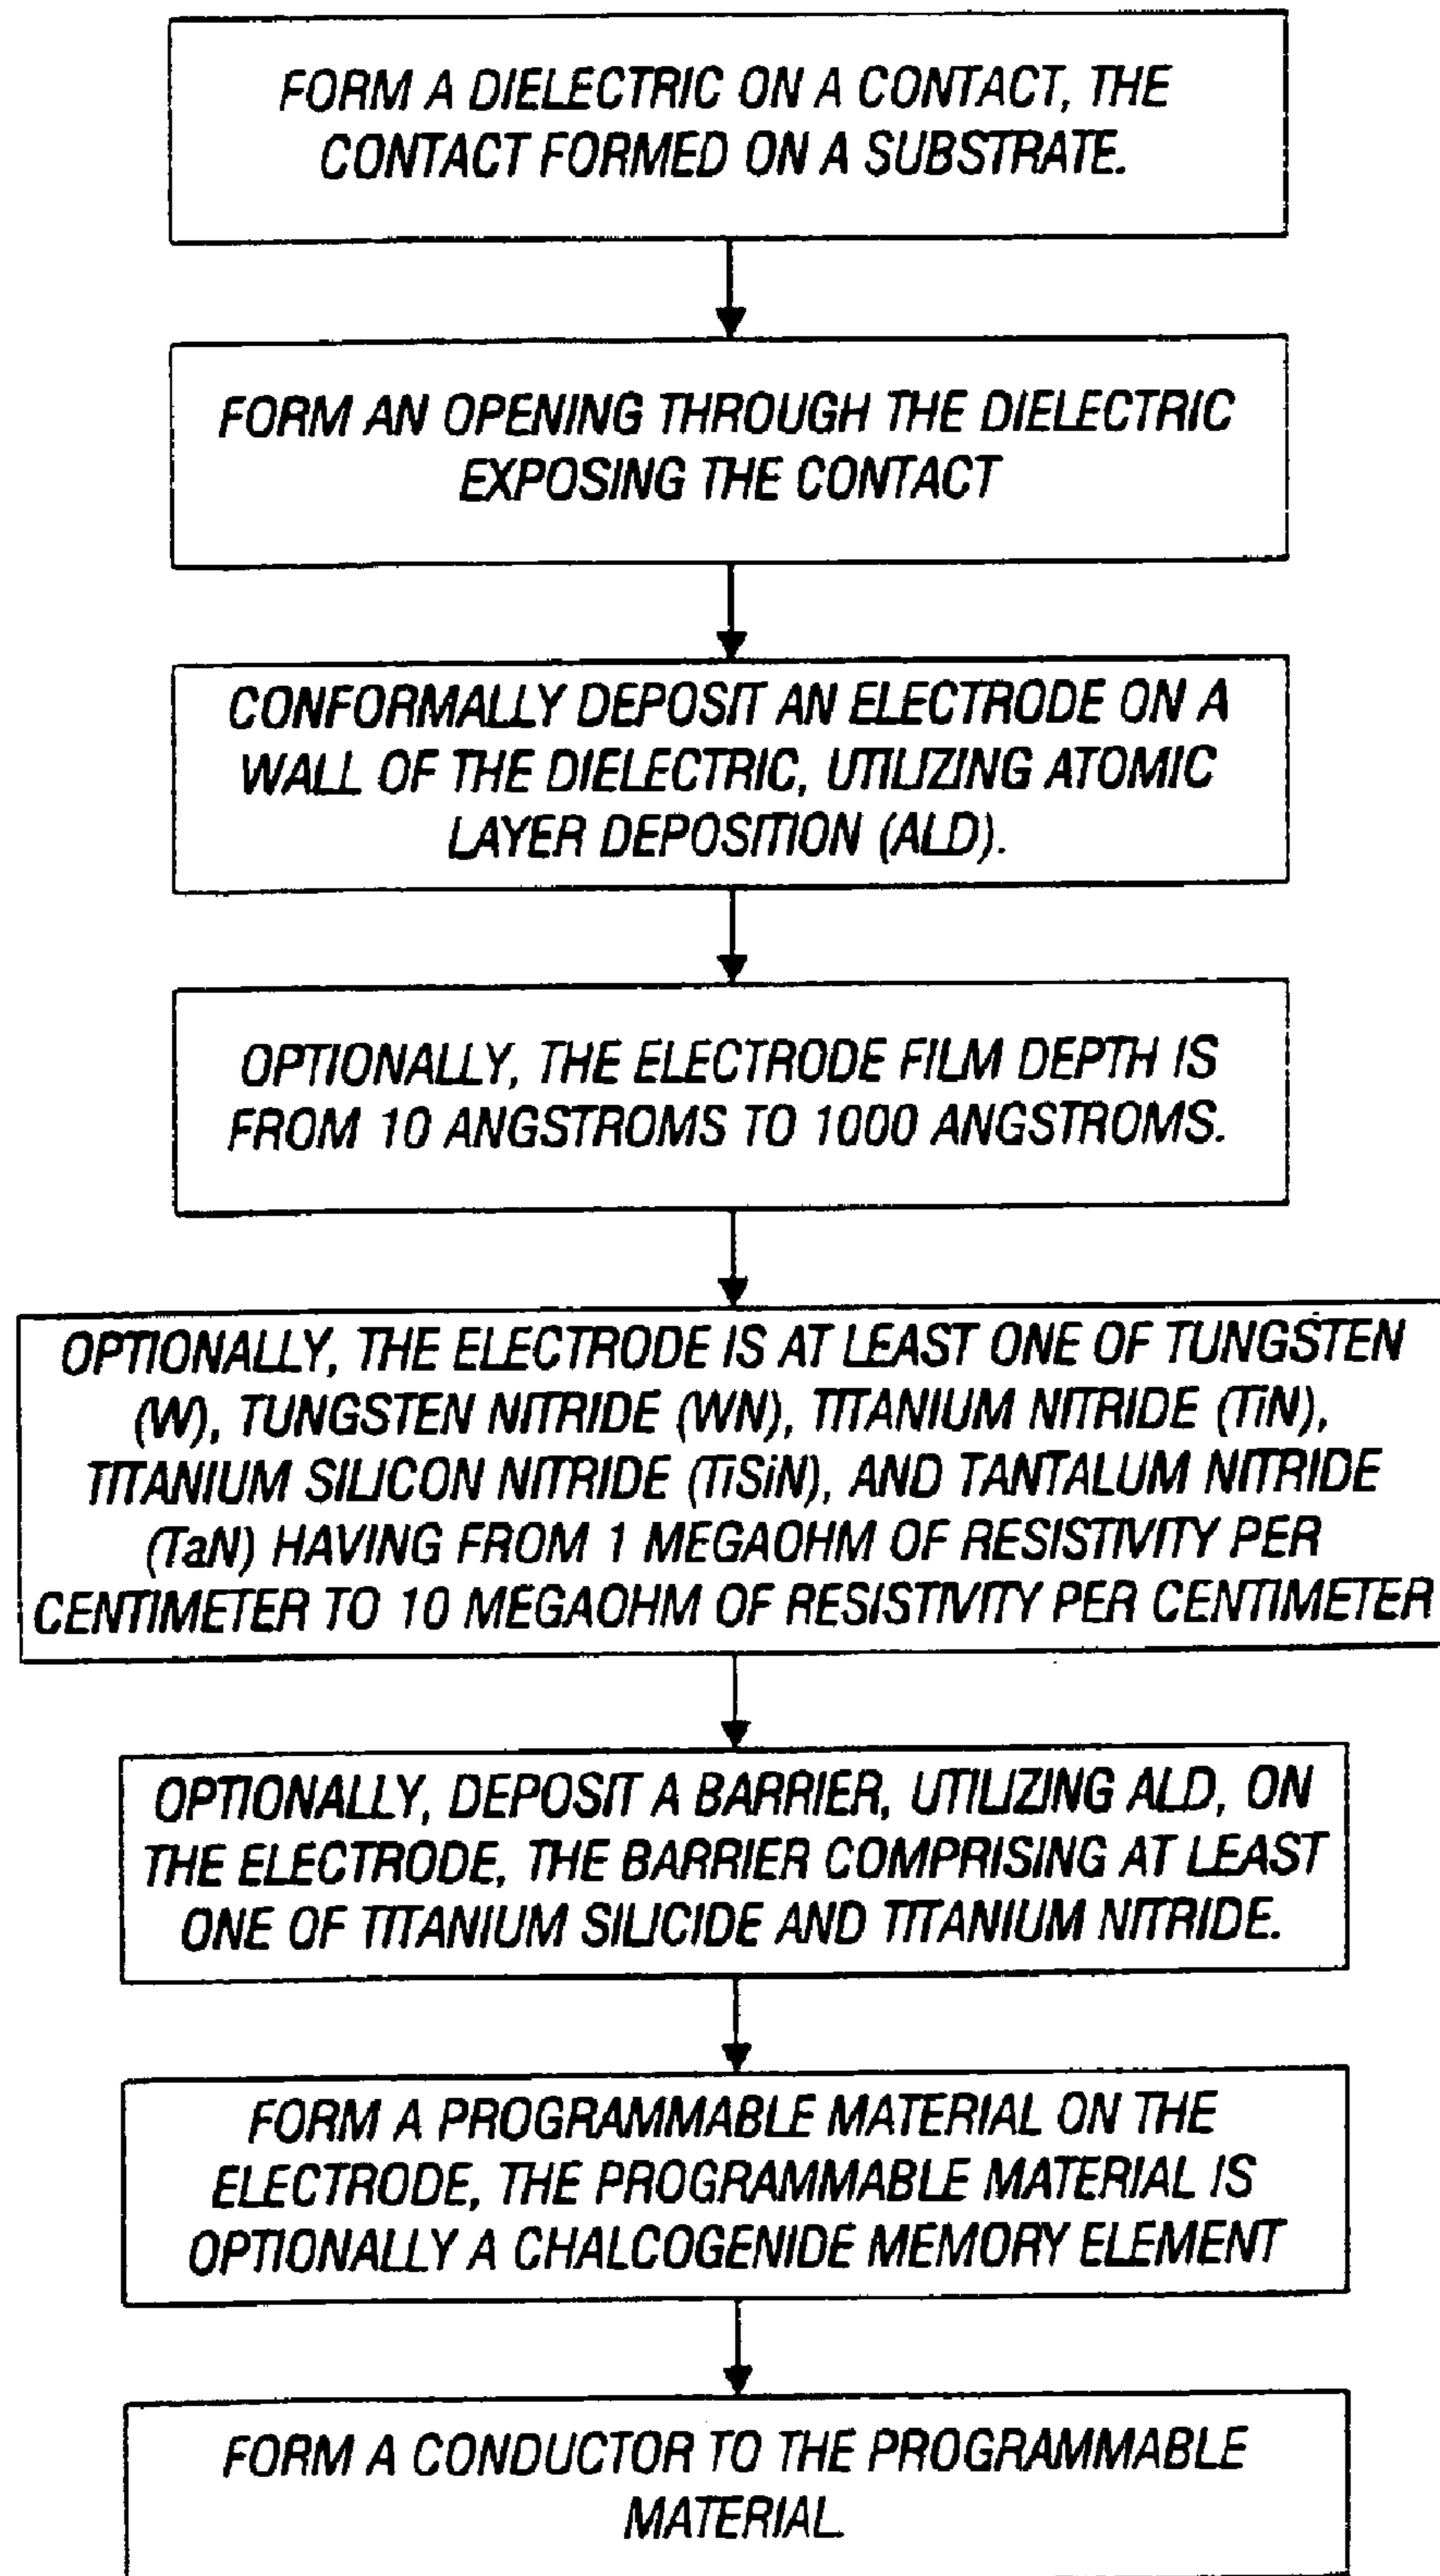 FORM A DIELECTRIC ON A CONTACT, THE
CONTACT FORMED ON A SUBSTRATE.
FORM AN OPENING THROUGH THE DIELECTRIC
EXPOSING THE CONTACT
CONFORMALLY DEPOSIT AN ELECTRODE ON A
WALL OF THE DIELECTRIC, UTILIZING ATOMIC
LAYER DEPOSITION (ALD).
OPTIONALLY, THE ELECTRODE FILM DEPTH IS
FROM 10 ANGSTROMS TO 1000 ANGSTROMS.
OPTIONALLY, THE ELECTRODE IS AT LEAST ONE OF TUNGSTEN
(W), TUNGSTEN NITRIDE (WN), TITANIUM NITRIDE (TiN),
TITANIUM SILICON NITRIDE (TiSiN), AND TANTALUM NITRIDE
(TaN) HAVING FROM 1 MEGAOHM OF RESISTIVITY PER
CENTIMETER TO 10 MEGAOHM OF RESISTIVITY PER CENTIMETER
OPTIONALLY, DEPOSIT A BARRIER, UTILIZING ALD, ON
THE ELECTRODE, THE BARRIER COMPRISING AT LEAST
ONE OF TITANIUM SILICIDE AND TITANIUM NITRIDE.
FORM A PROGRAMMABLE MATERIAL ON THE
ELECTRODE, THE PROGRAMMABLE MATERIAL IS
OPTIONALLY A CHALCOGENIDE MEMORY ELEMENT
FORM A CONDUCTOR TO THE PROGRAMMABLE
MATERIAL.